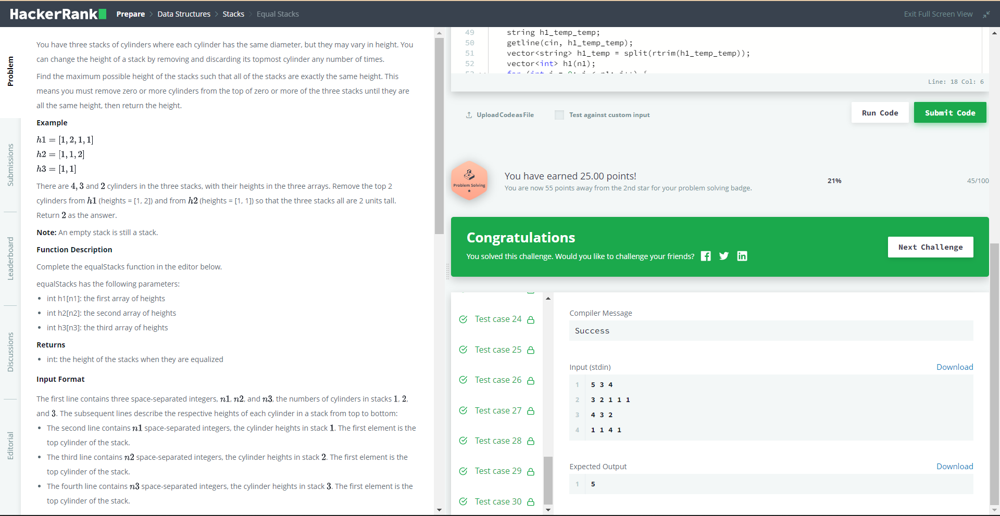 HackerRank
Prepare > Data Structures > Stacks > Equal Stacks
Exit Full Screen View
Problem
Submissions
Leaderboard
Discussions
Editorial
You have three stacks of cylinders where each cylinder has the same diameter, but they may vary in height. You
can change the height of a stack by removing and discarding its topmost cylinder any number of times.
Find the maximum possible height of the stacks such that all of the stacks are exactly the same height. This
means you must remove zero or more cylinders from the top of zero or more of the three stacks until they are
all the same height, then return the height.
Example
h1 = [1, 2, 1, 1]
h2 = [1, 1, 2]
h3 = [1, 1]
There are 4, 3 and 2 cylinders in the three stacks, with their heights in the three arrays. Remove the top 2
cylinders from h1 (heights = [1, 2]) and from h2 (heights = [1, 1]) so that the three stacks all are 2 units tall.
Return 2 as the answer.
Note: An empty stack is still a stack.
Function Description
Complete the equalStacks function in the editor below.
equalStacks has the following parameters:
• int h1[n1]: the first array of heights
• int h2[n2]: the second array of heights
• int h3[n3]: the third array of heights
Returns
• int: the height of the stacks when they are equalized
Input Format
The first line contains three space-separated integers, n1, n2, and n3, the numbers of cylinders in stacks 1, 2,
and 3. The subsequent lines describe the respective heights of each cylinder in a stack from top to bottom:
• The second line contains n1 space-separated integers, the cylinder heights in stack 1. The first element is the
top cylinder of the stack.
• The third line contains n2 space-separated integers, the cylinder heights in stack 2. The first element is the
top cylinder of the stack.
• The fourth line contains n3 space-separated integers, the cylinder heights in stack 3. The first element is the
top cylinder of the stack.
49 string h1_temp_temp;
50 getline(cin, h1_temp_temp);
51 vector<string> h1_temp = split(rtrim(h1_temp_temp));
52 vector<int> h1(n1);
Line: 18 Col: 6
Upload Code as File
Test against custom input
Run Code
Submit Code
Problem Solving
You have earned 25.00 points!
You are now 55 points away from the 2nd star for your problem solving badge.
21%
45/100
Congratulations
You solved this challenge. Would you like to challenge your friends?
Next Challenge
Test case 24
Test case 25
Test case 26
Test case 27
Test case 28
Test case 29
Test case 30
Compiler Message
Success
Input (stdin)
Download
1 5 3 4
2 3 2 1 1 1
3 4 3 2
4 1 1 4 1
Expected Output
Download
1 5